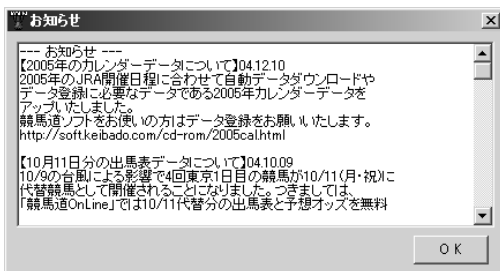 お知らせ
--- お知らせ ---
【2005年のカレンダーデータについて】04.12.10
2005年のJRA開催日程に合わせて自動データダウンロードや
データ登録に必要なデータである2005年カレンダーデータを
アップいたしました。
競馬道ソフトをお使いの方はデータ登録をお願いいたします。
http://soft.keibado.com/cd-rom/2005cal.html
【10月11日分の出馬表データについて】04.10.09
10/9の台風による影響で4回東京1日目の競馬が10/11(月・祝)に
代替競馬として開催されることになりました。つきましては、
「競馬道OnLine」では10/11代替分の出馬表と予想オッズを無料
OK